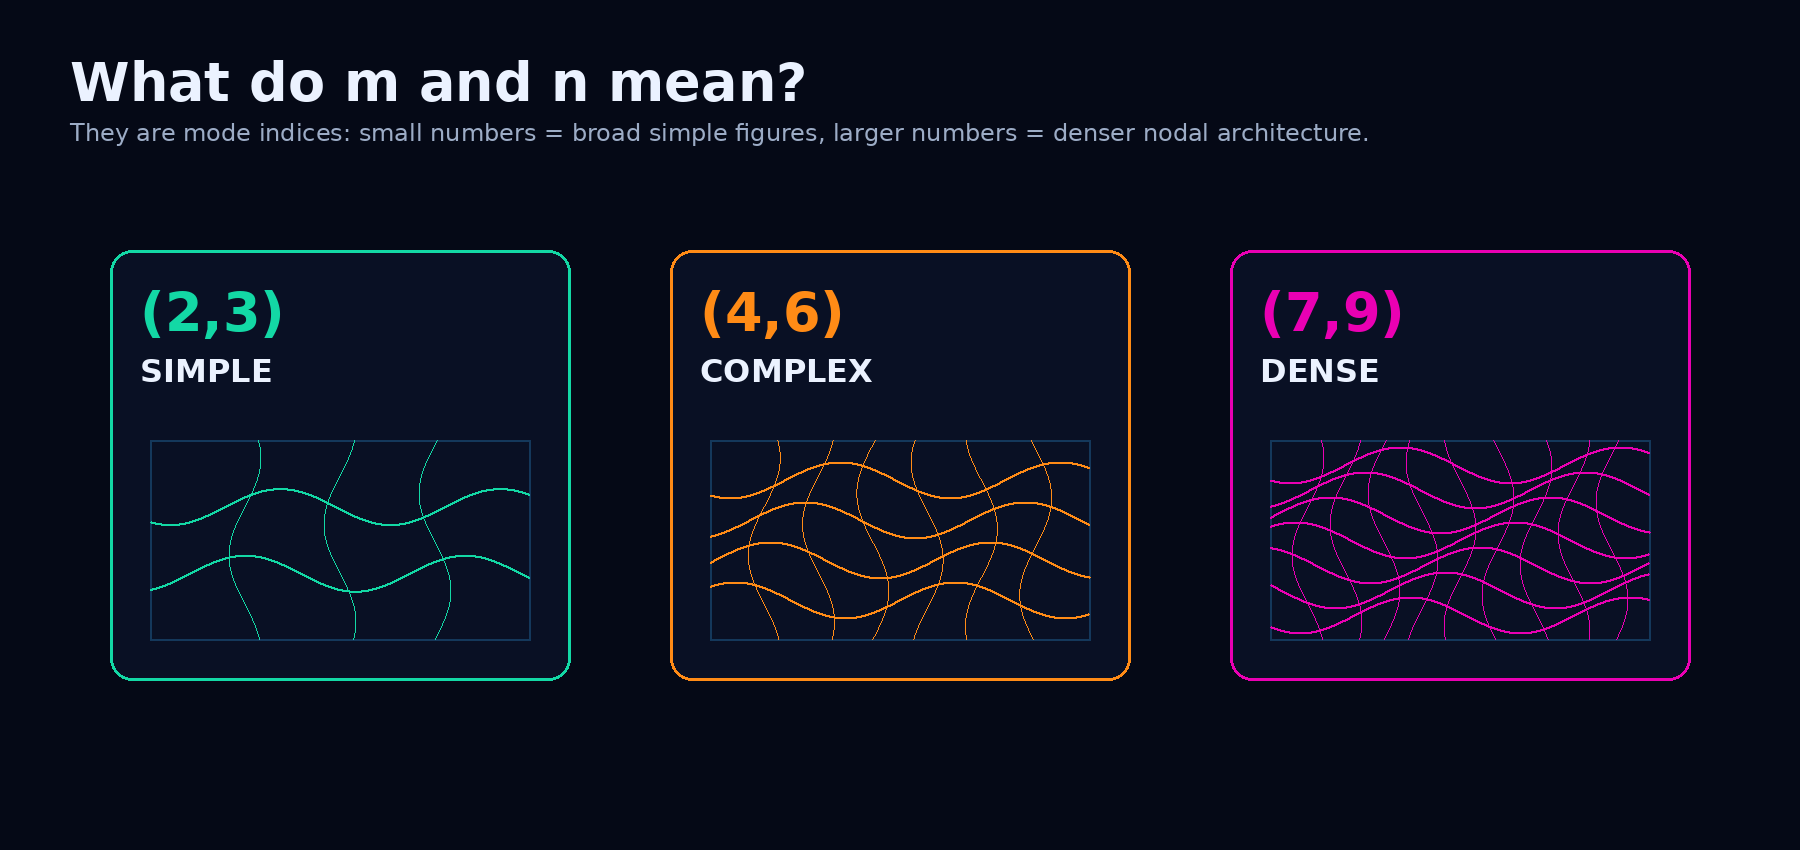 What do m and n mean?
They are mode indices: small numbers = broad simple figures, larger numbers = denser nodal architecture.
(2,3)
SIMPLE
(4,6)
COMPLEX
(7,9)
DENSE